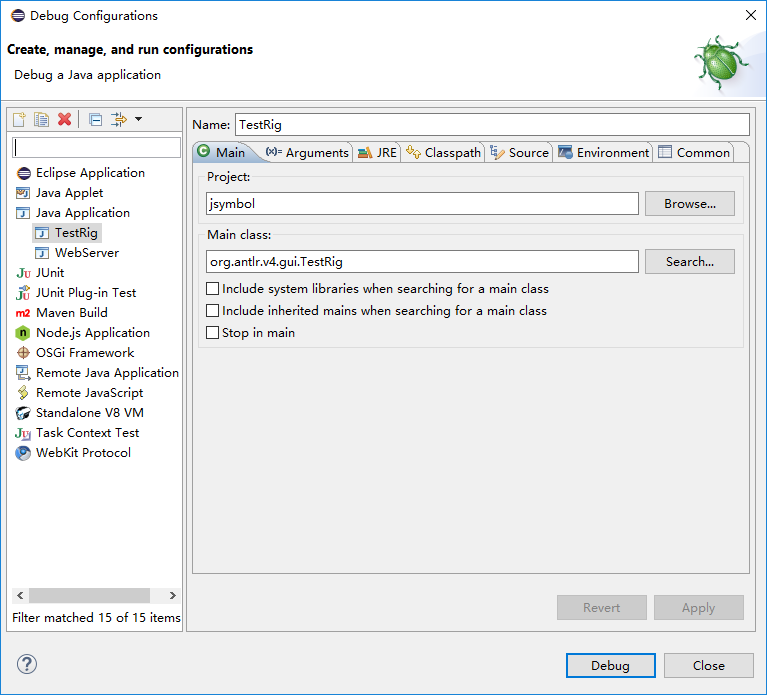 Debug Configurations
Create, manage, and run configurations
Debug a Java application
Eclipse Application
Java Applet
Java Application
TestRig
WebServer
JUnit
JUnit Plug-in Test
Maven Build
Node.js Application
OSGi Framework
Remote Java Application
Remote JavaScript
Standalone V8 VM
Task Context Test
WebKit Protocol
Filter matched 15 of 15 items
Name: TestRig
Main (x)= Arguments JRE Classpath Source Environment Common
Project:
jsymbol Browse...
Main class:
org.antlr.v4.gui.TestRig Search...
Include system libraries when searching for a main class
Include inherited mains when searching for a main class
Stop in main
Revert Apply
Debug Close